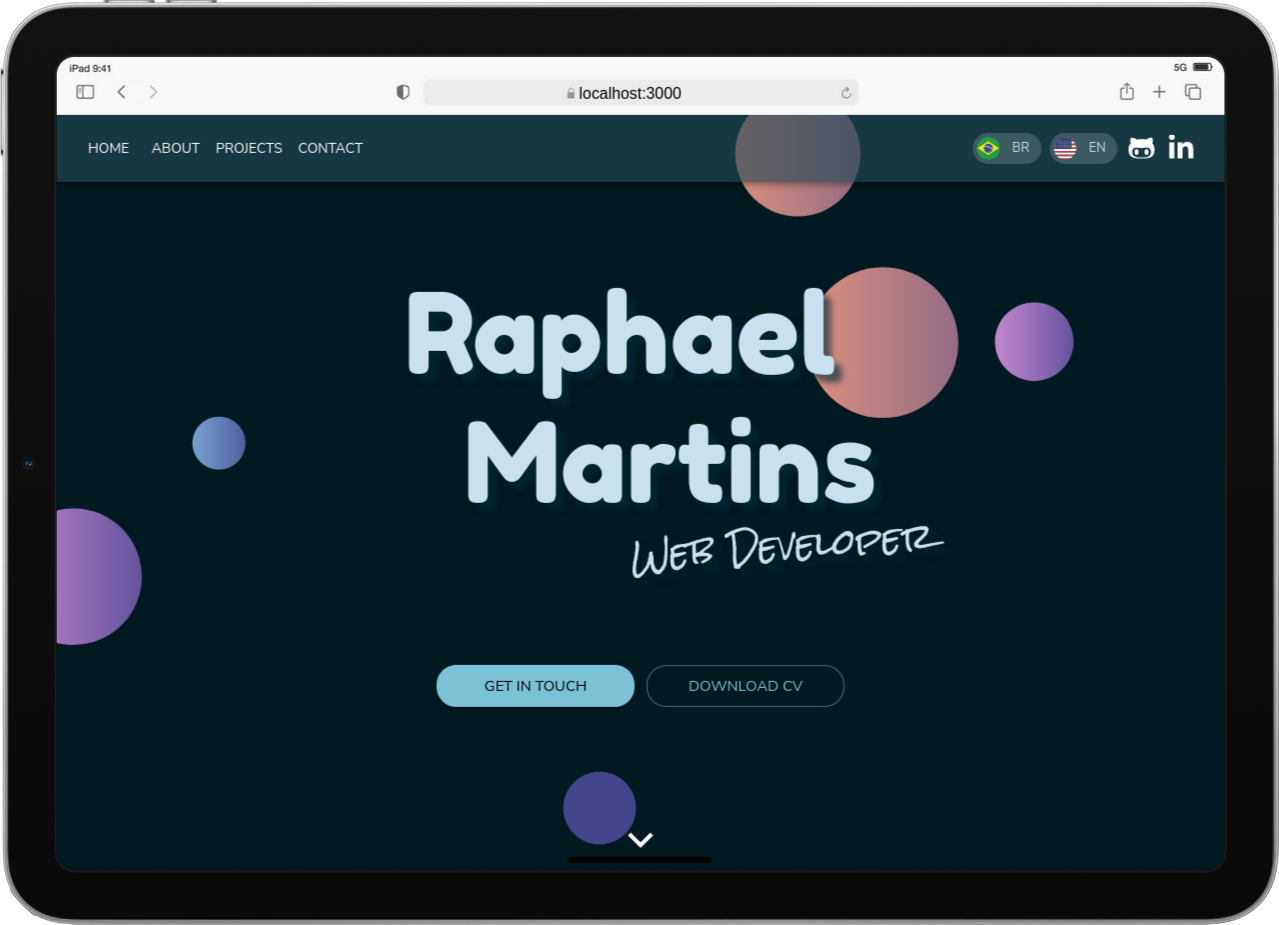 iPad 9:41
5G
localhost:3000
HOME ABOUT PROJECTS CONTACT
BR EN in
Raphael
Martins
Web Developer
GET IN TOUCH DOWNLOAD CV